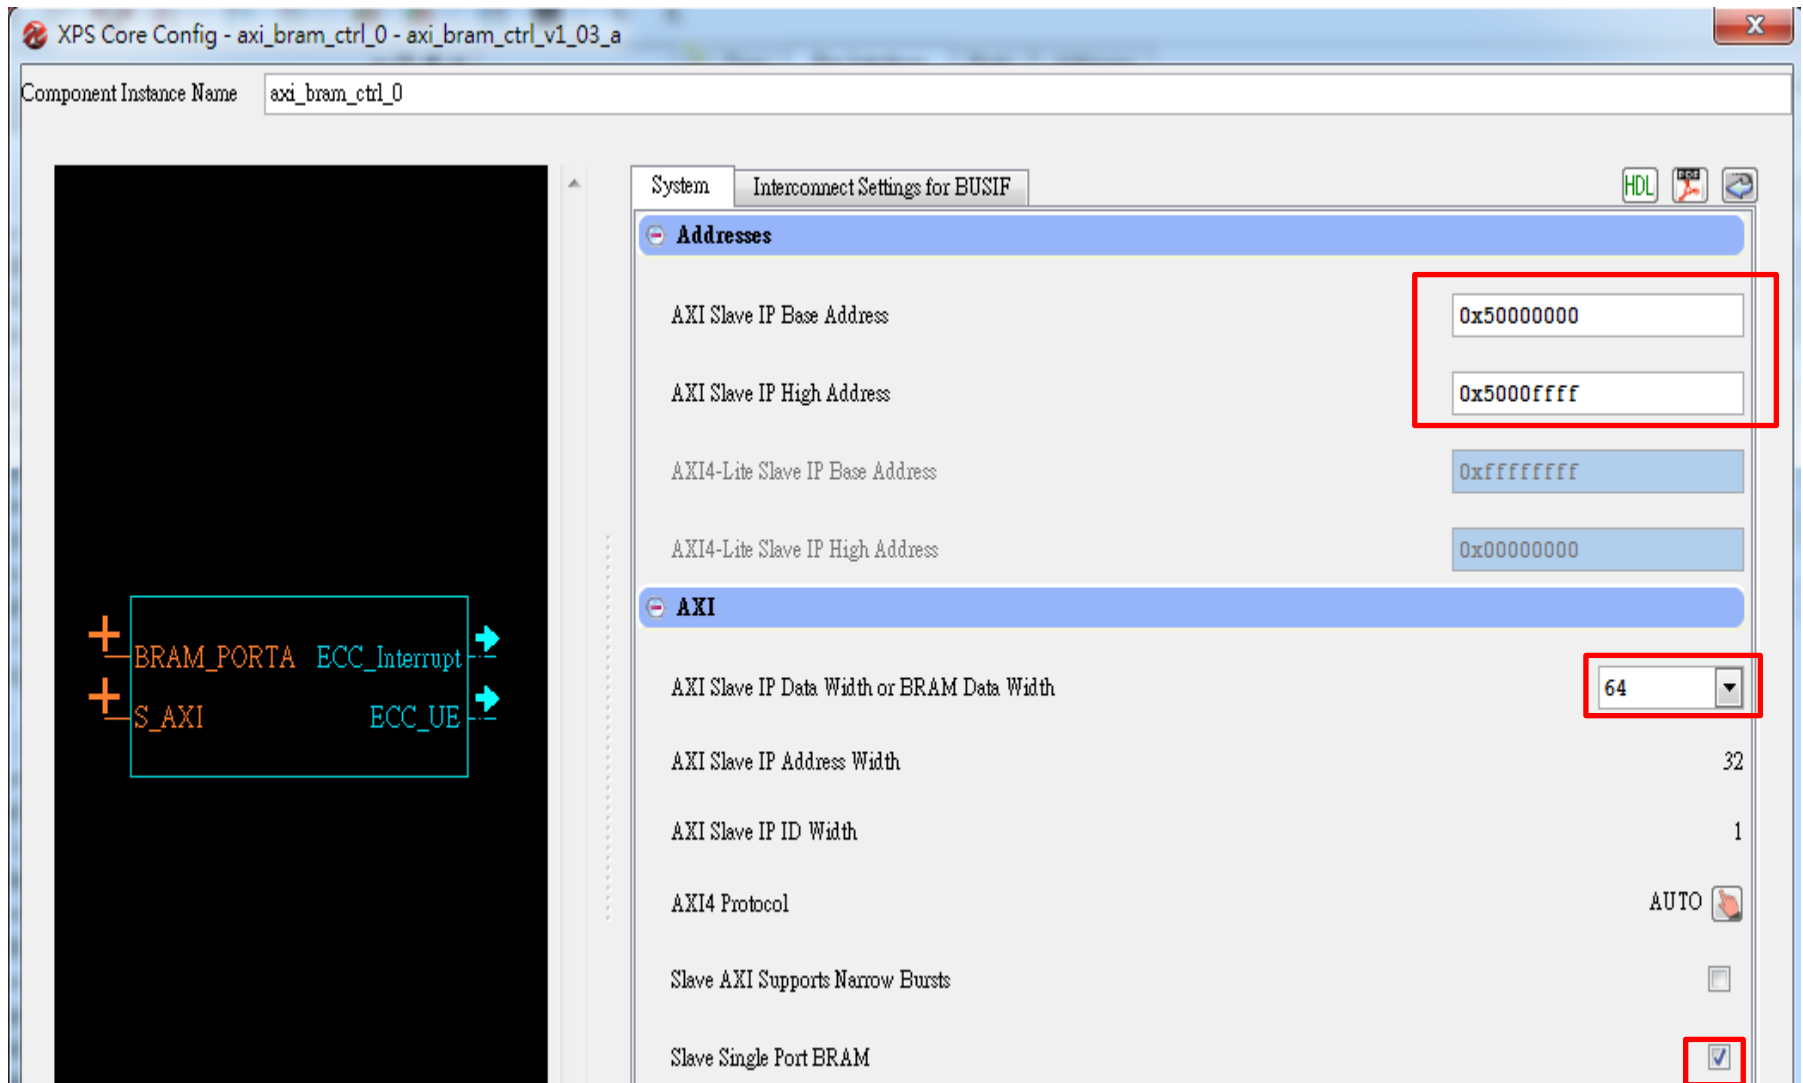 XPS Core Config - axi_bram_ctrl_0 - axi_bram_ctrl_v1_03_a
Component Instance Name axi_bram_ctrl_0
System Interconnect Settings for BUSIF HDL PDF
Addresses
AXI Slave IP Base Address 0x50000000
AXI Slave IP High Address 0x5000ffff
AXI4-Lite Slave IP Base Address 0xffffffff
AXI4-Lite Slave IP High Address 0x00000000
AXI
BRAM_PORTA ECC_Interrupt
S_AXI ECC_UE
AXI Slave IP Data Width or BRAM Data Width 64
AXI Slave IP Address Width 32
AXI Slave IP ID Width 1
AXI4 Protocol AUTO
Slave AXI Supports Narrow Bursts
Slave Single Port BRAM